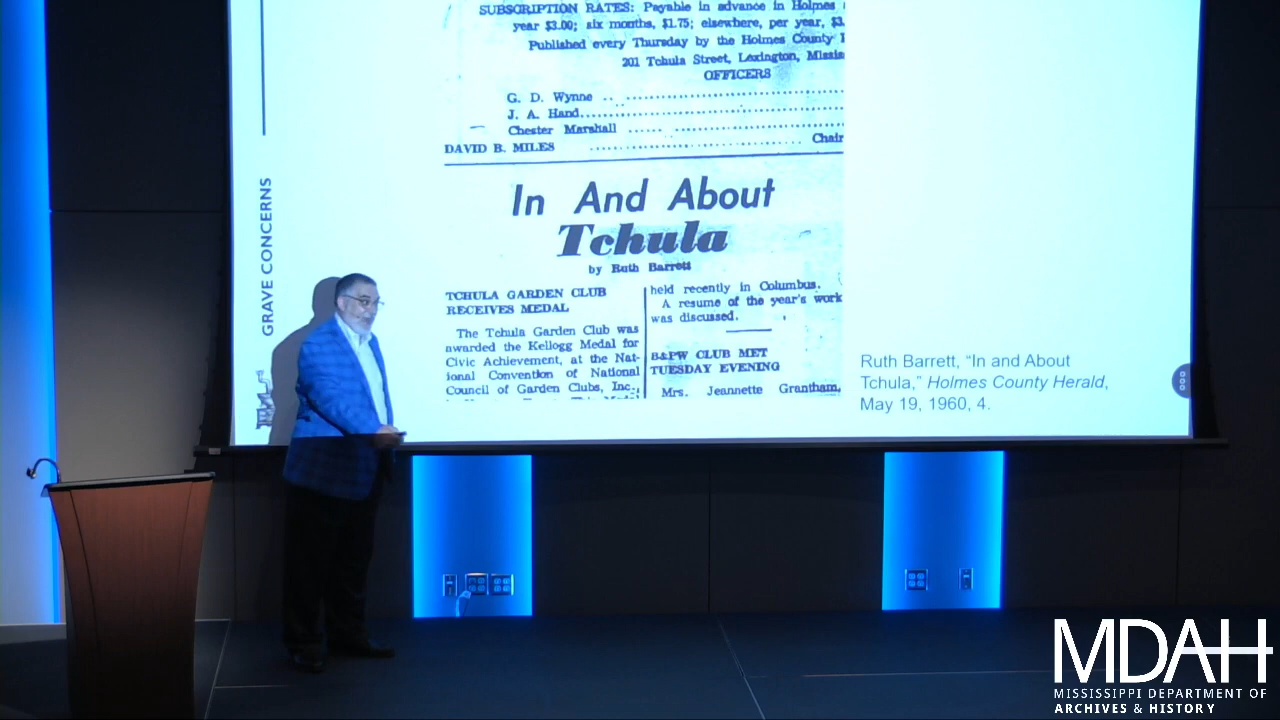 SUBSCRIPTION RATES: Payable in advance in Holmes
year $3.00; six months, $1.75; elsewhere, per year,
Published every Thursday by the Holmes County
201 Tchula Street, Lexington,
OFFICERS
G. D. Wynne
J. A. Hand
Chester Marshall
DAVID B. MILES
In And About
Tchula
by Ruth Barrett
TCHULA GARDEN CLUB
RECEIVES MEDAL
The Tchula Garden Club was
awarded the Kellogg Medal for
Civic Achievement, at the Nat-
ional Convention of National
Council of Garden Clubs, Inc.,
held recently in Columbus.
A resume of the year's work
was discussed.
B&PW CLUB MET
TUESDAY EVENING
Mrs. Jeannette Grantham,
GRAVE CONCERNS
Ruth Barrett, "In and About
Tchula," Holmes County Herald,
May 19, 1960, 4.
MDAH
MISSISSIPPI DEPARTMENT OF
ARCHIVES & HISTORY